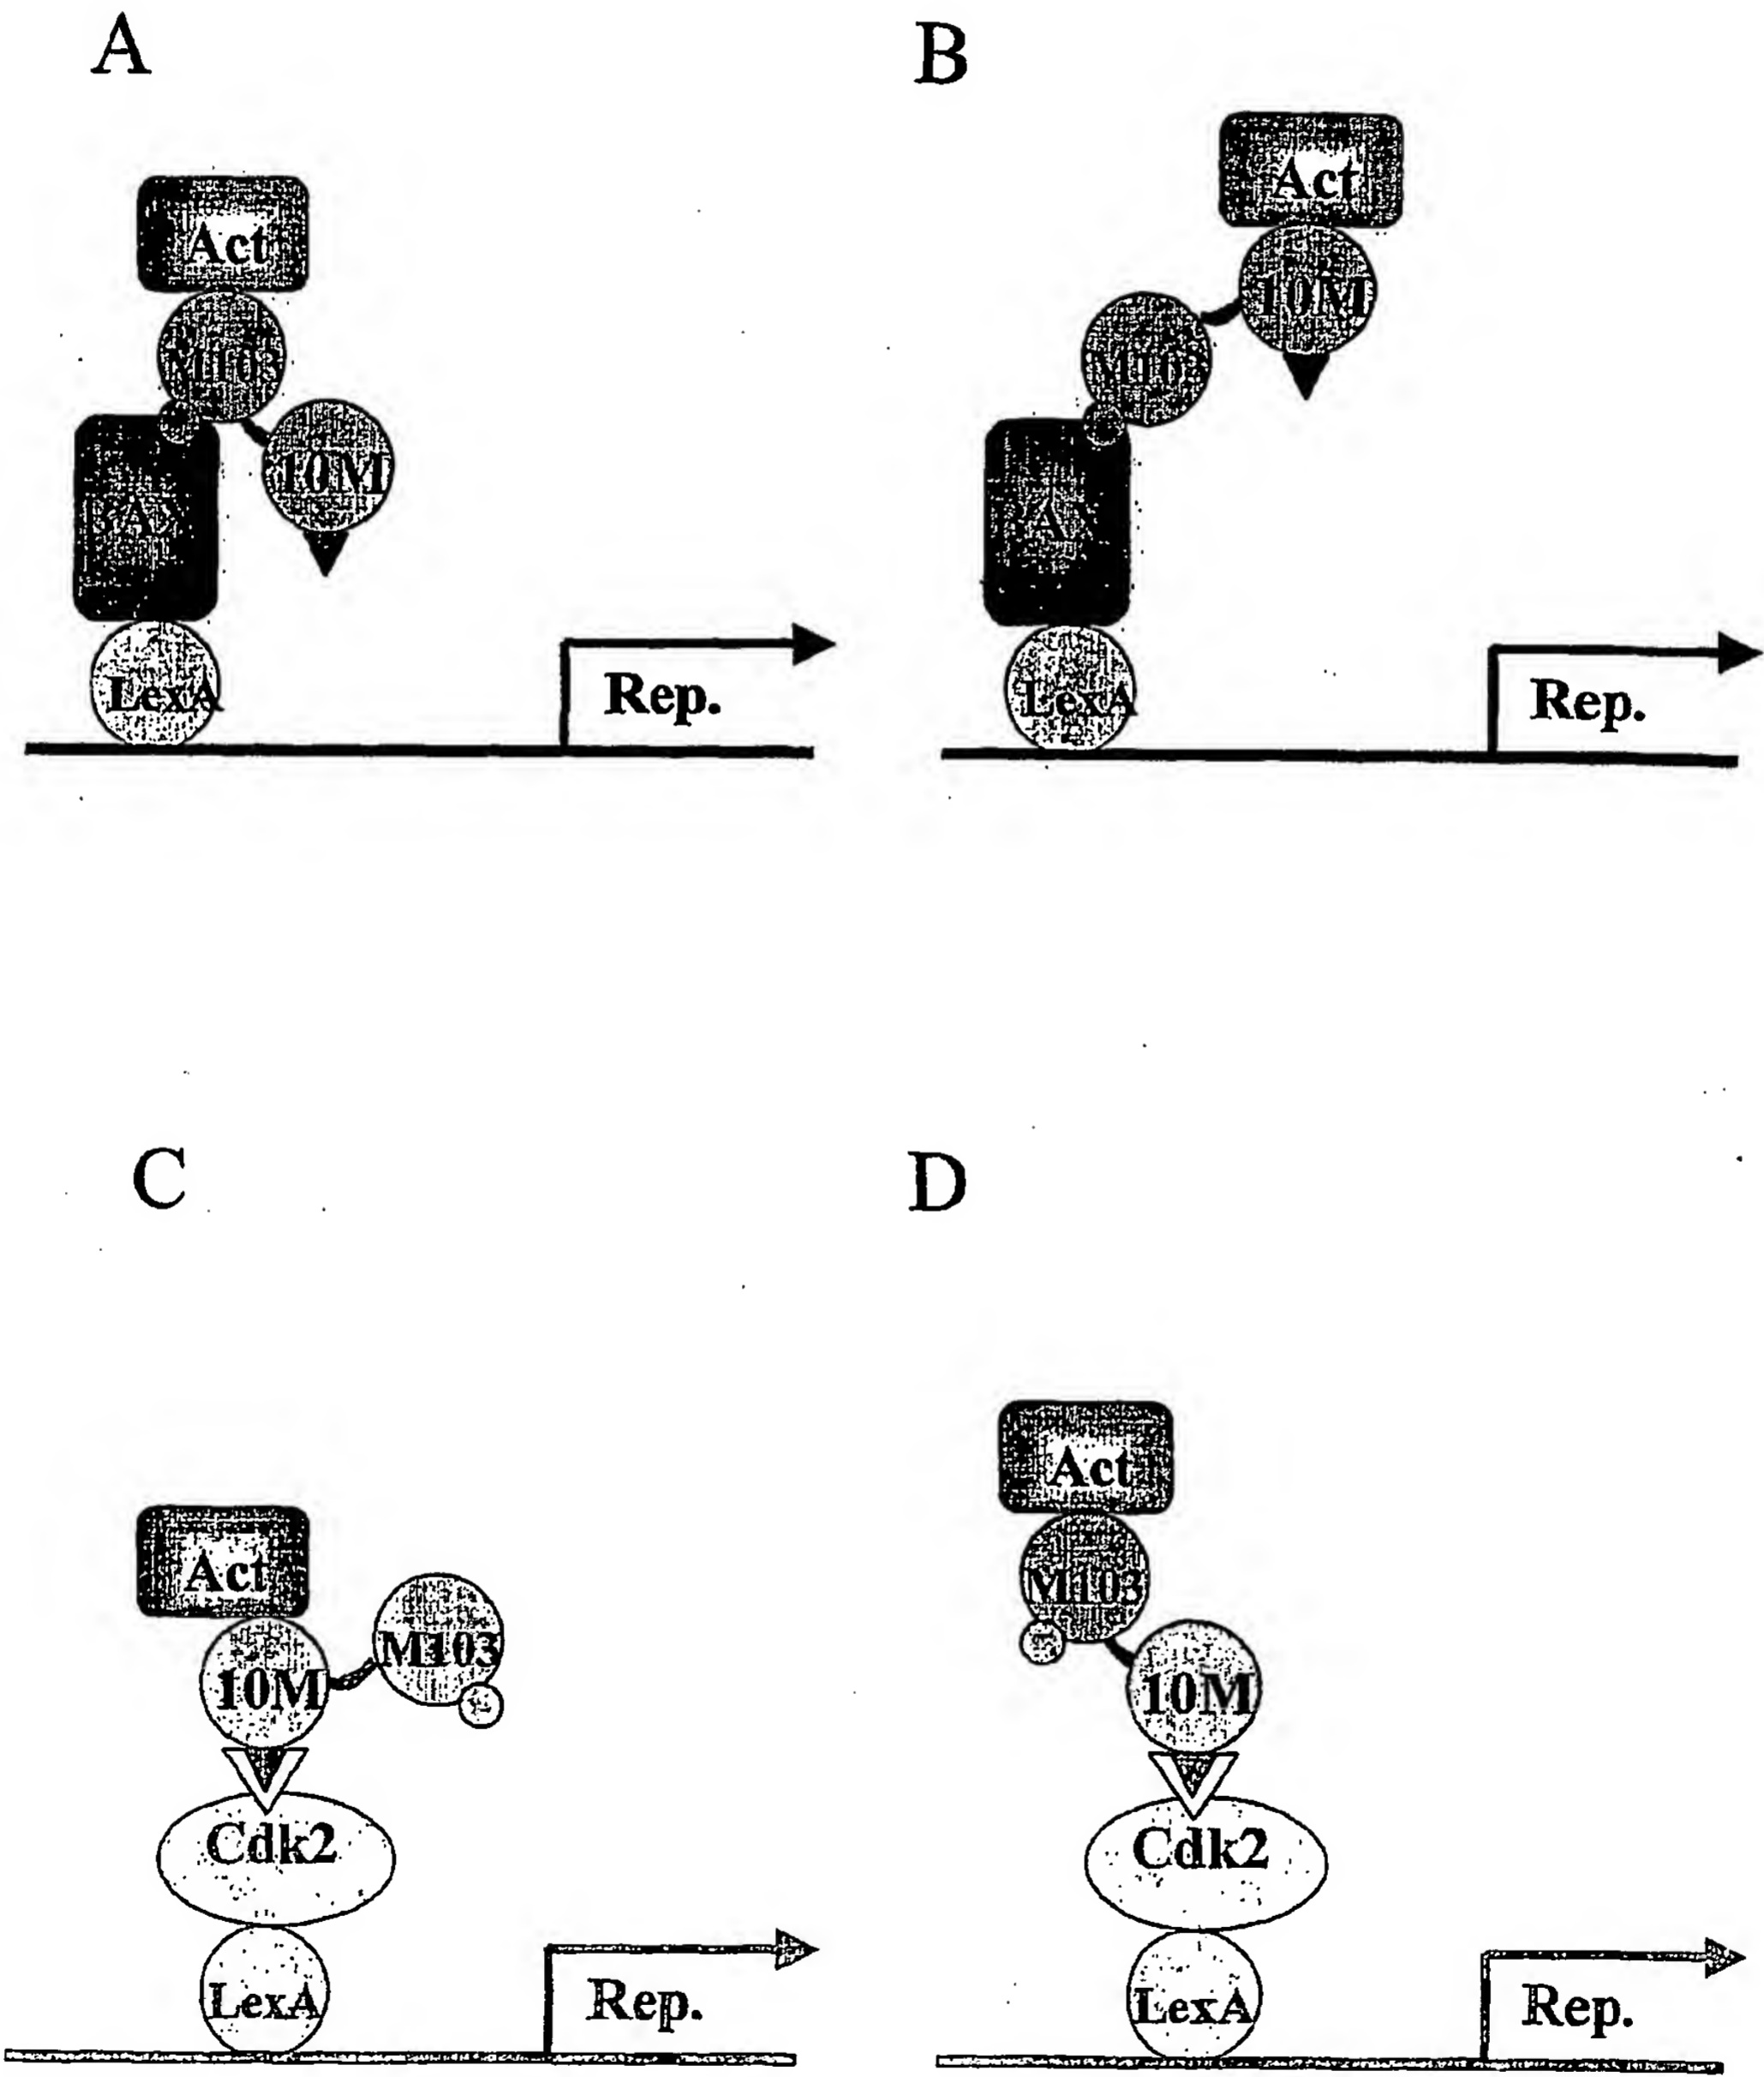 A
B
Act
Act
10M
M103
10M
LexA
Rep.
LexA
Rep.
C
D
Act
M103
10M
Cdk2
LexA
Rep.
Act
M103
10M
Cdk2
LexA
Rep.